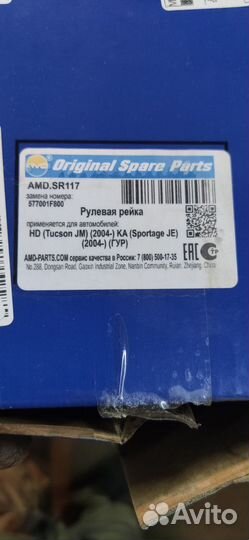 AMD
Original Spare Parts
AMD.SR117
замена номера:
577001F800
Рулевая рейка
применяется для автомобилей:
HD (Tucson JM) (2004-) KA (Sportage JE)
(2004-) (ГУР)
AMD-PARTS.COM сервис качества в России: 7 (800) 500-17-35
No.288, Dongsan Road, Gaoxin Industrial Zone, Nanbin Community, Ruian, Zhejiang, China
EAC
Avito